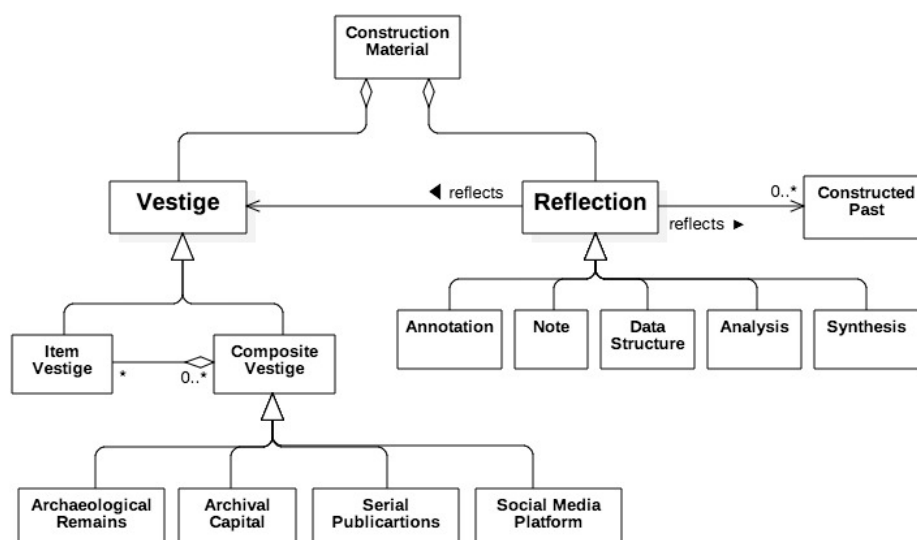 Construction
Material
Vestige
◀ reflects
Reflection
reflects ►
0..*
Constructed
Past
Item
Vestige
*
0..*
Composite
Vestige
Annotation
Note
Data
Structure
Analysis
Synthesis
Archaeological
Remains
Archival
Capital
Serial
Publicartions
Social Media
Platform